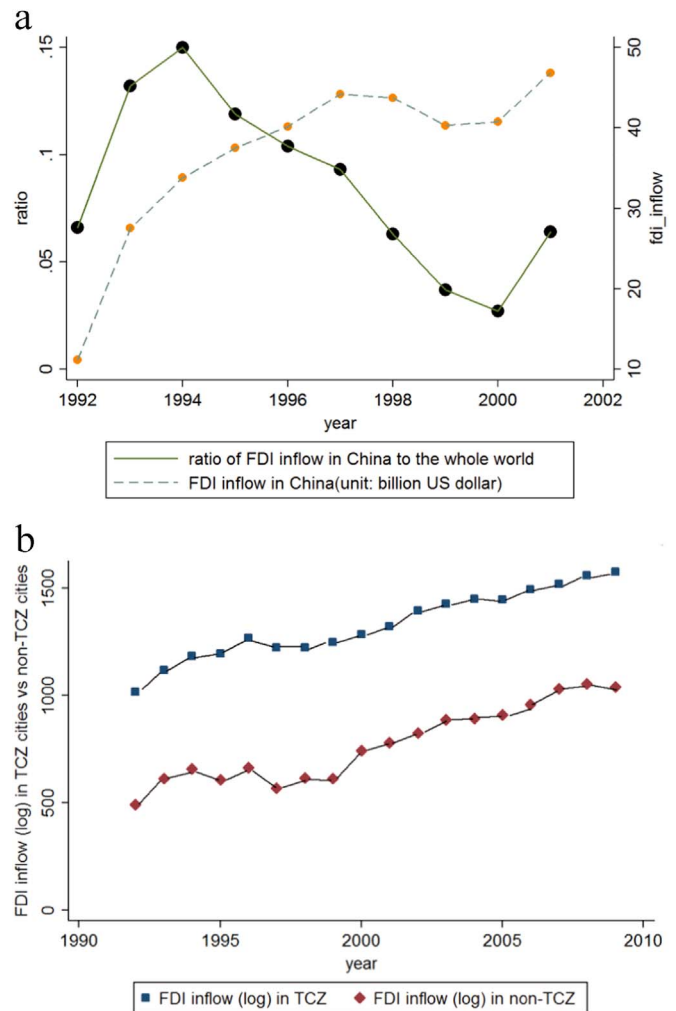 a
.15
.1
.05
0
ratio
50
40
30
20
10
fdi_inflow
1992
1994
1996
1998
2000
2002
year
ratio of FDI inflow in China to the whole world
FDI inflow in China(unit: billion US dollar)
b
1500
1000
500
0
FDI inflow (log) in TCZ cities vs non-TCZ cities
1990
1995
2000
2005
2010
year
FDI inflow (log) in TCZ
FDI inflow (log) in non-TCZ